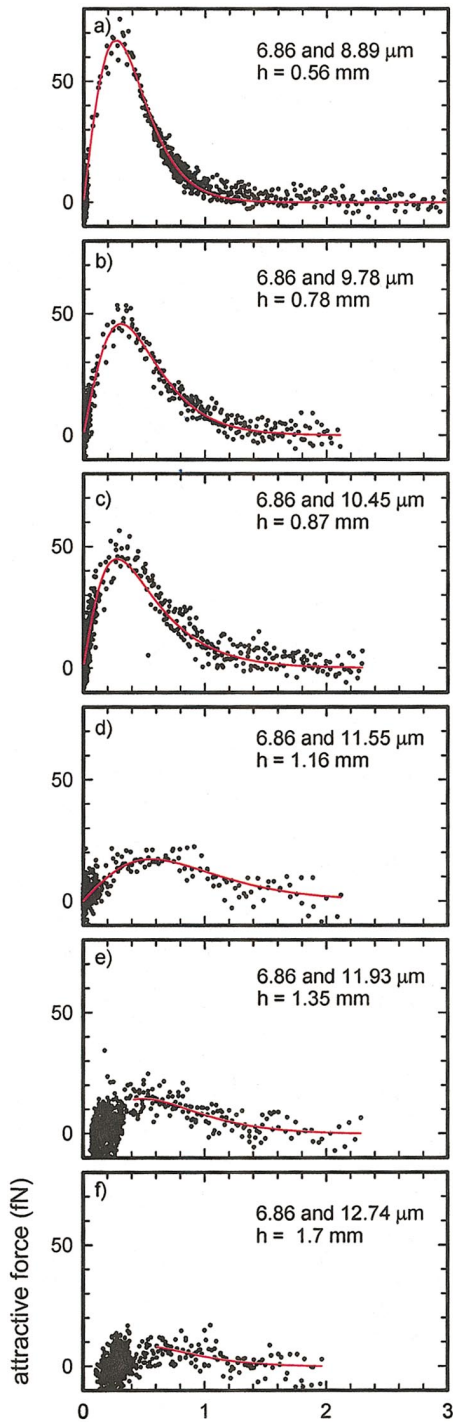 a)
6.86 and 8.89 μm
h = 0.56 mm
50
0
b)
6.86 and 9.78 μm
h = 0.78 mm
50
0
c)
6.86 and 10.45 μm
h = 0.87 mm
50
0
d)
6.86 and 11.55 μm
h = 1.16 mm
50
0
e)
6.86 and 11.93 μm
h = 1.35 mm
50
0
f)
6.86 and 12.74 μm
h = 1.7 mm
50
0
attractive force (fN)
0 1 2 3